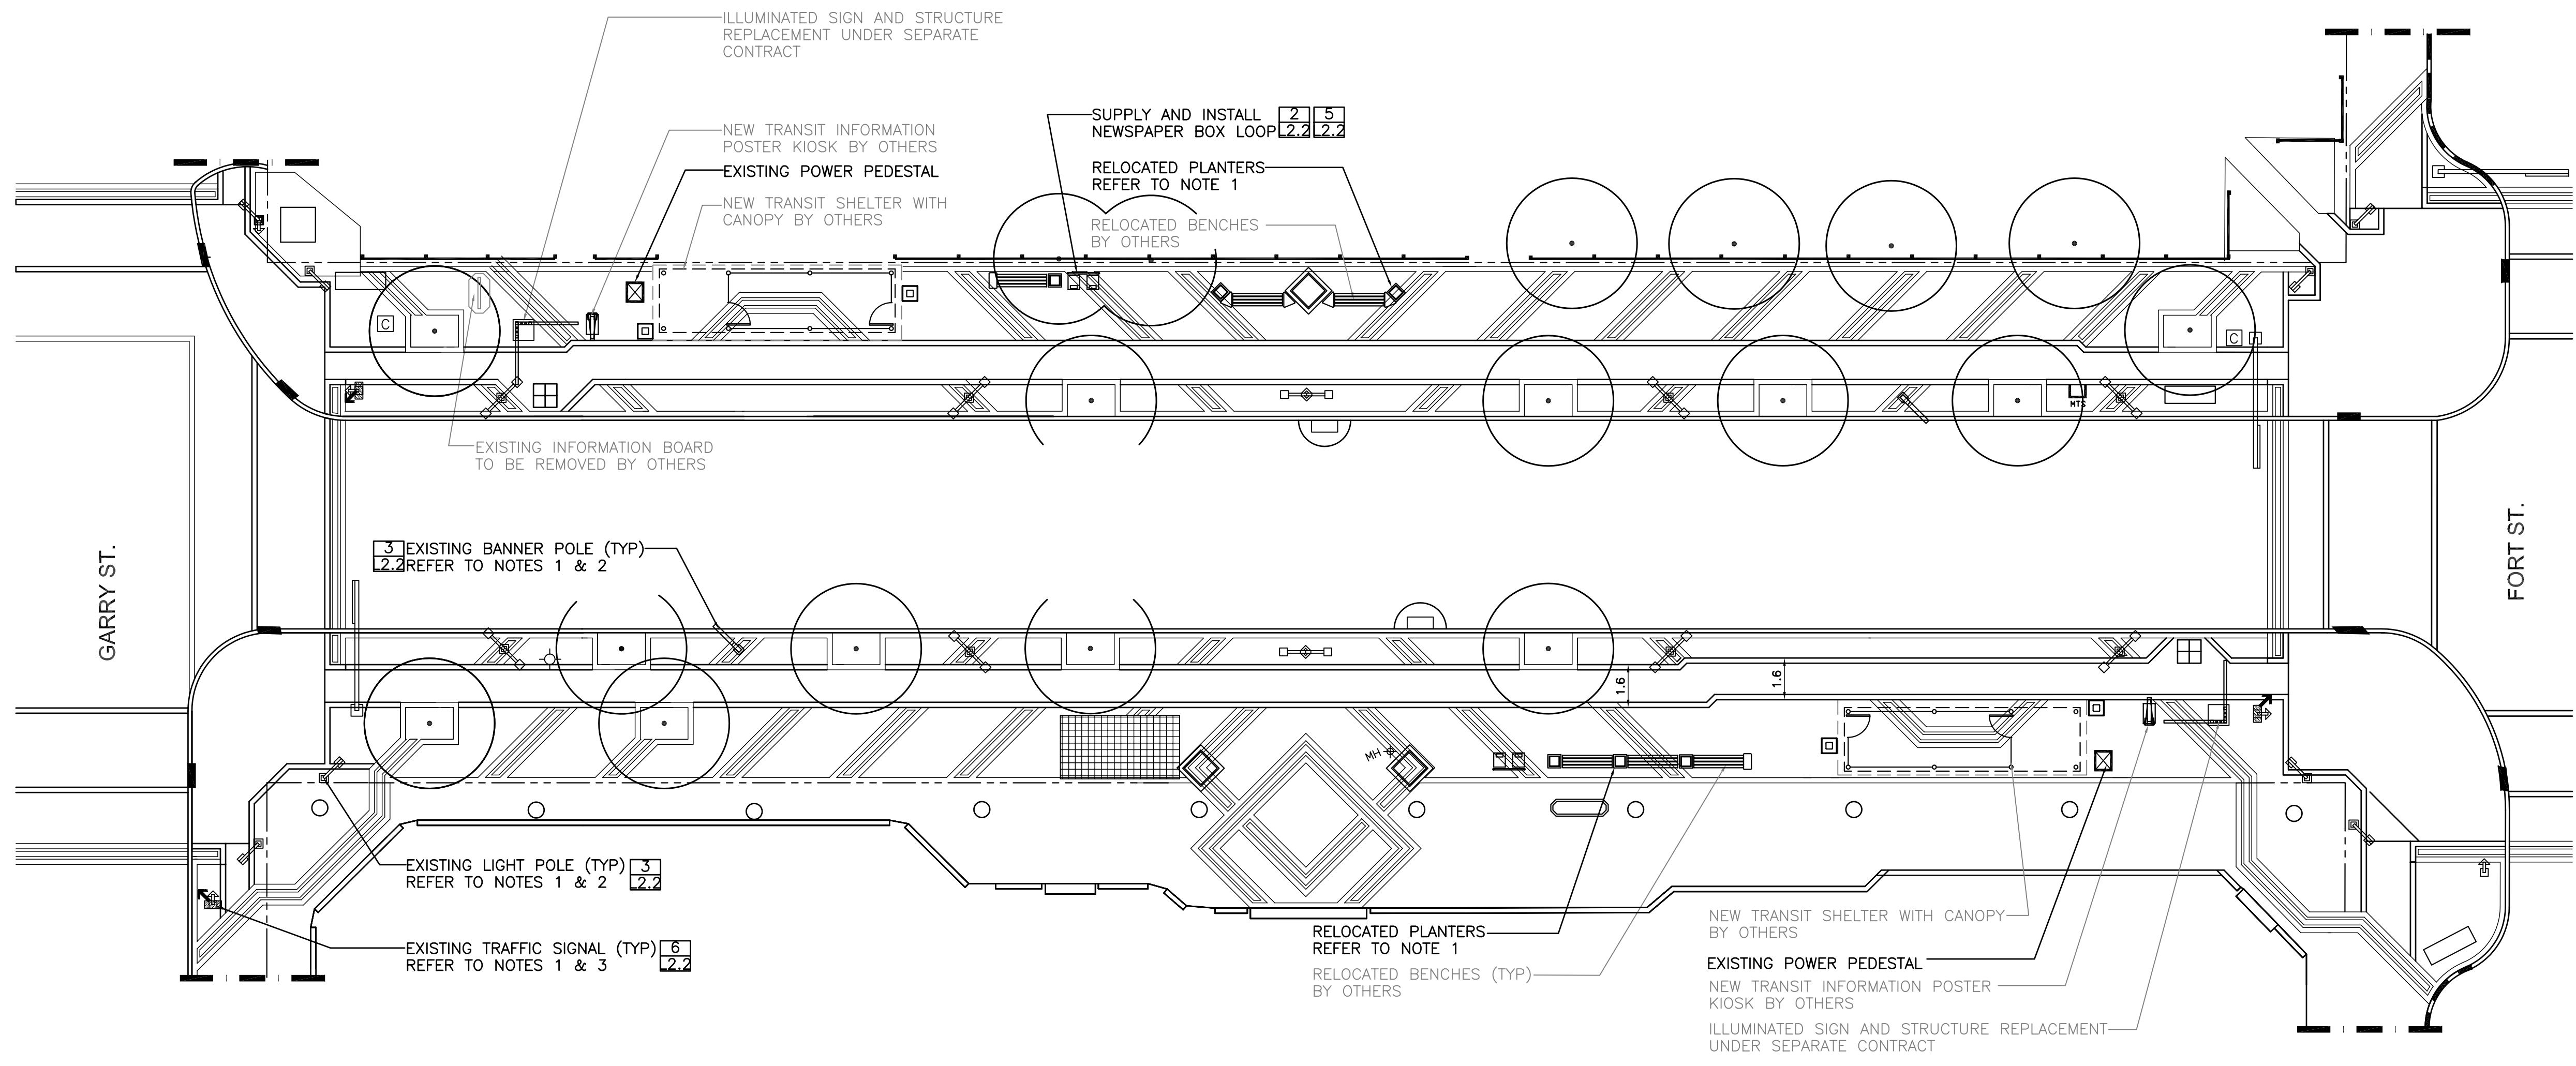 ILLUMINATED SIGN AND STRUCTURE
REPLACEMENT UNDER SEPARATE
CONTRACT
NEW TRANSIT INFORMATION
POSTER KIOSK BY OTHERS
EXISTING POWER PEDESTAL
NEW TRANSIT SHELTER WITH
CANOPY BY OTHERS
SUPPLY AND INSTALL 2 5
NEWSPAPER BOX LOOP L2.2 L2.2
RELOCATED PLANTERS
REFER TO NOTE 1
RELOCATED BENCHES
BY OTHERS
C
C
MTS
EXISTING INFORMATION BOARD
TO BE REMOVED BY OTHERS
GARRY ST.
FORT ST.
3 EXISTING BANNER POLE (TYP)
L2.2 REFER TO NOTES 1 & 2
1.6
1.6
MH
EXISTING LIGHT POLE (TYP) 3
REFER TO NOTES 1 & 2 L2.2
EXISTING TRAFFIC SIGNAL (TYP) 6
REFER TO NOTES 1 & 3 L2.2
RELOCATED PLANTERS
REFER TO NOTE 1
RELOCATED BENCHES (TYP)
BY OTHERS
NEW TRANSIT SHELTER WITH CANOPY
BY OTHERS
EXISTING POWER PEDESTAL
NEW TRANSIT INFORMATION POSTER
KIOSK BY OTHERS
ILLUMINATED SIGN AND STRUCTURE REPLACEMENT
UNDER SEPARATE CONTRACT